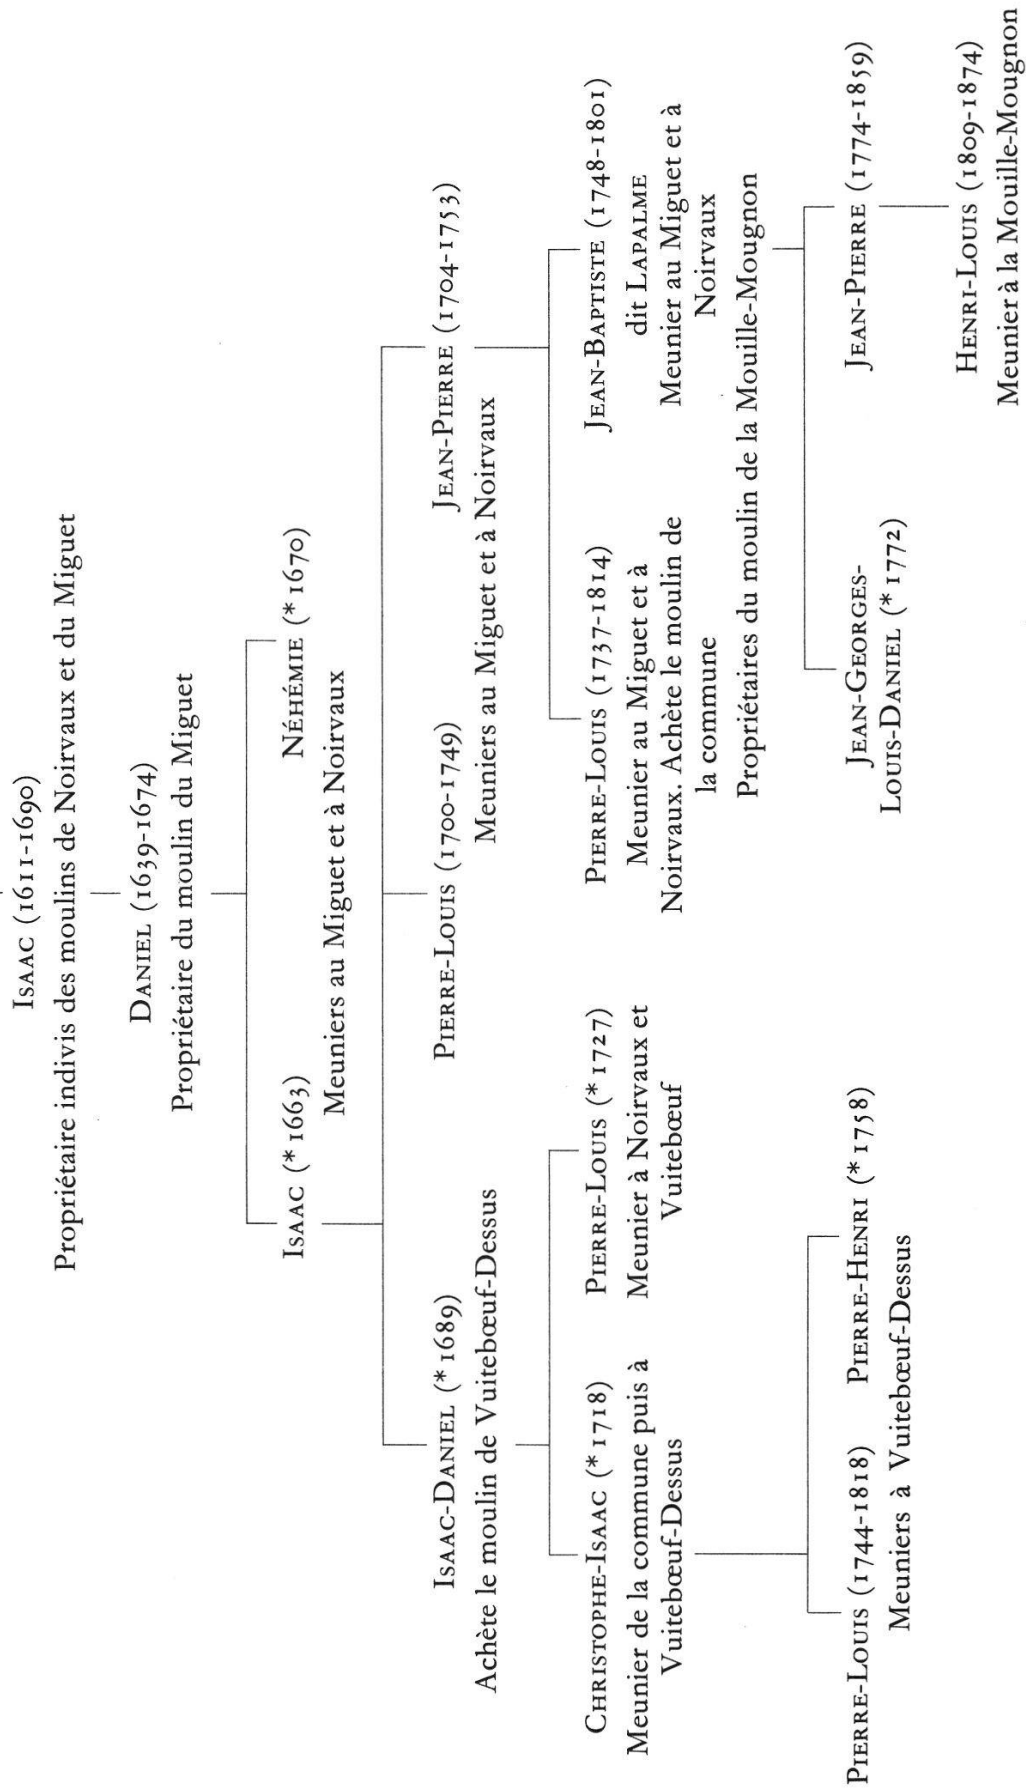 ISAAC (1611-1690)
Propriétaire indivis des moulins de Noirvaux et du Miguet
DANIEL (1639-1674)
Propriétaire du moulin du Miguet
ISAAC (* 1663)
NÉHÉMIE (* 1670)
Meuniers au Miguet et à Noirvaux
ISAAC-DANIEL (* 1689)
Achète le moulin de Vuitebœuf-Dessus
PIERRE-LOUIS (1700-1749)
JEAN-PIERRE (1704-1753)
Meuniers au Miguet et à Noirvaux
CHRISTOPHE-ISAAC (* 1718)
Meunier de la commune puis à
Vuitebœuf-Dessus
PIERRE-LOUIS (* 1727)
Meunier à Noirvaux et
Vuitebœuf
PIERRE-LOUIS (1737-1814)
Meunier au Miguet et à
Noirvaux. Achète le moulin de
la commune
JEAN-BAPTISTE (1748-1801)
dit LAPALME
Meunier au Miguet et à
Noirvaux
Propriétaires du moulin de la Mouille-Mougnon
PIERRE-LOUIS (1744-1818)
PIERRE-HENRI (* 1758)
Meuniers à Vuitebœuf-Dessus
JEAN-GEORGES-
LOUIS-DANIEL (* 1772)
JEAN-PIERRE (1774-1859)
HENRI-LOUIS (1809-1874)
Meunier à la Mouille-Mougnon